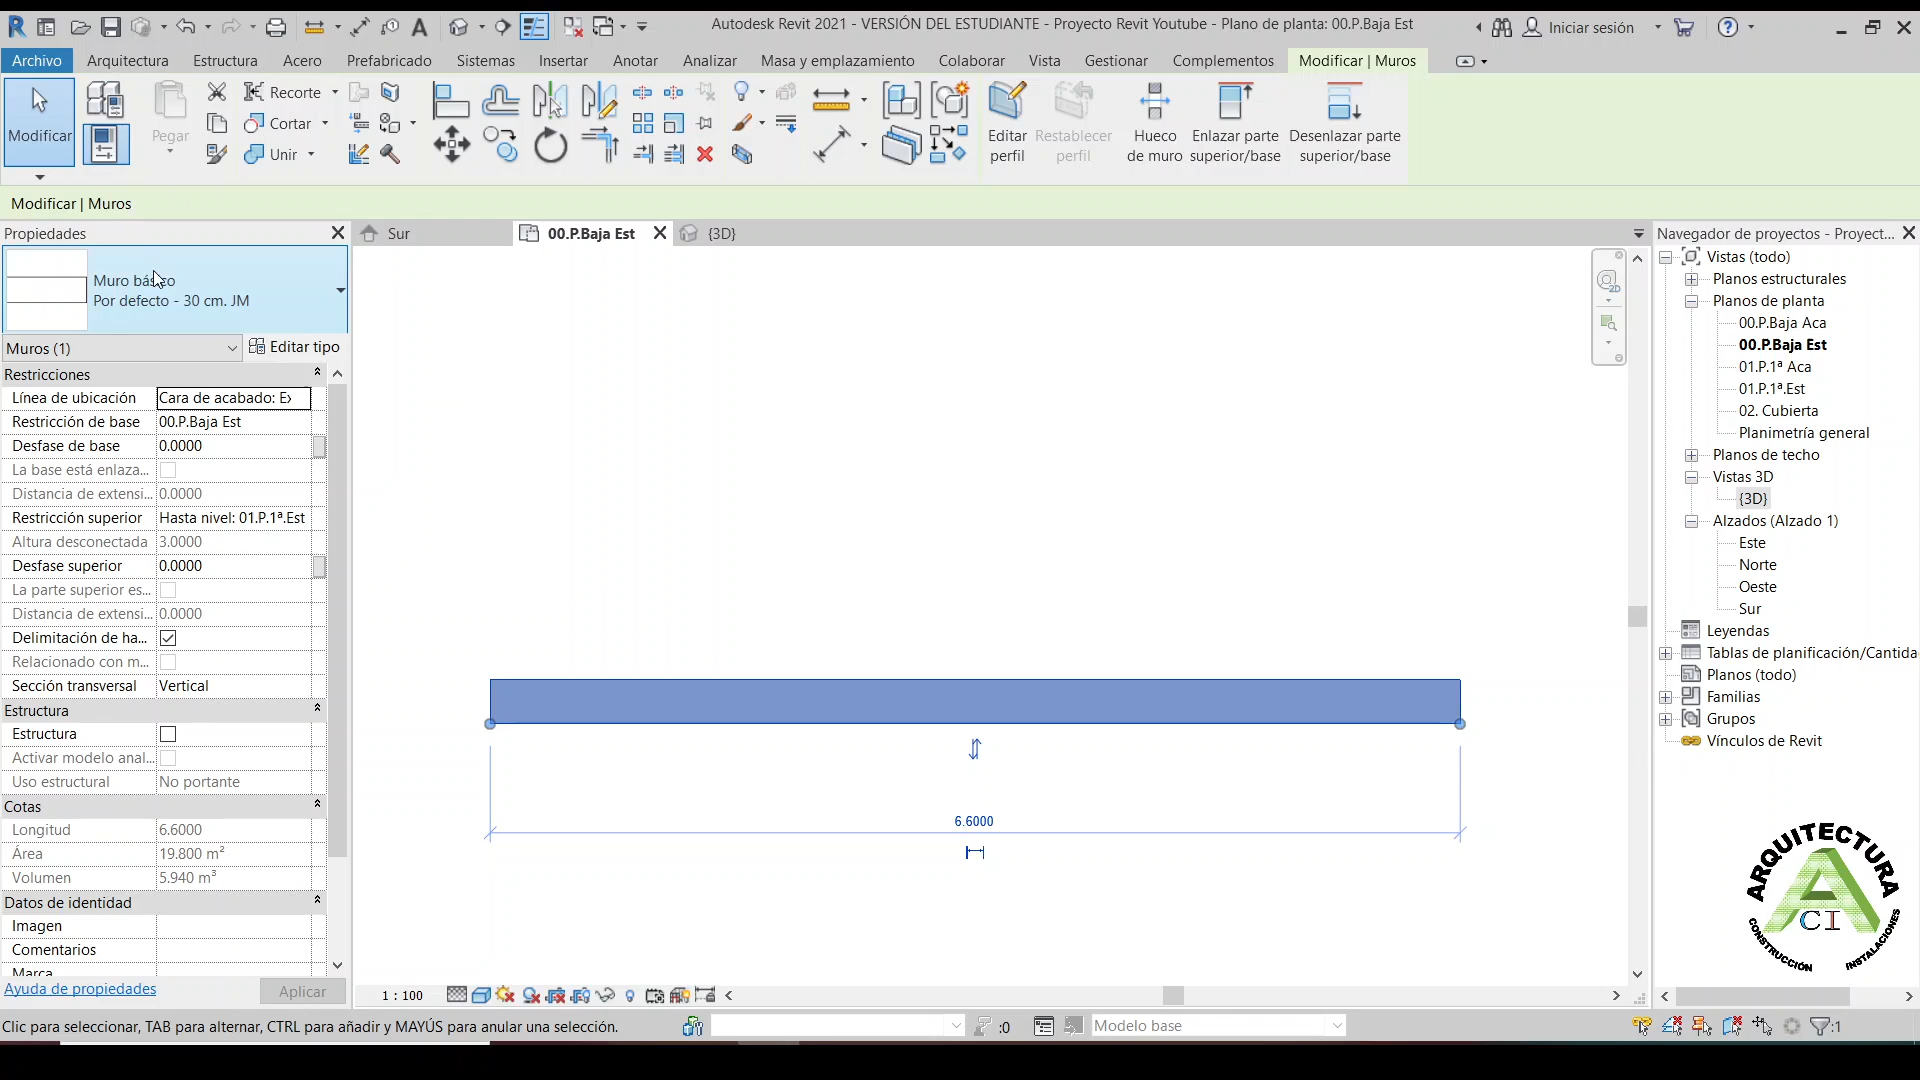 Autodesk Revit 2021 - VERSIÓN DEL ESTUDIANTE - Proyecto Revit Youtube - Plano de planta: 00.P.Baja Est
Iniciar sesión
Archivo Arquitectura Estructura Acero Prefabricado Sistemas Insertar Anotar Analizar Masa y emplazamiento Colaborar Vista Gestionar Complementos Modificar | Muros
Modificar
Pegar
Recorte
Cortar
Unir
Editar perfil
Restablecer perfil
Hueco de muro
Enlazar parte superior/base
Desenlazar parte superior/base
Modificar | Muros
Propiedades
Muro básico
Por defecto - 30 cm. JM
Muros (1)
Editar tipo
Restricciones
Línea de ubicación Cara de acabado: Ex
Restricción de base 00.P.Baja Est
Desfase de base 0.0000
La base está enlaza...
Distancia de extensi... 0.0000
Restricción superior Hasta nivel: 01.P.1ª.Est
Altura desconectada 3.0000
Desfase superior 0.0000
La parte superior es...
Distancia de extensi... 0.0000
Delimitación de ha...
Relacionado con m...
Sección transversal Vertical
Estructura
Estructura
Activar modelo anal...
Uso estructural No portante
Cotas
Longitud 6.6000
Área 19.800 m²
Volumen 5.940 m³
Datos de identidad
Imagen
Comentarios
Marca
Ayuda de propiedades
Aplicar
Sur
00.P.Baja Est
{3D}
2D
6.6000
1 : 100
Navegador de proyectos - Proyect...
Vistas (todo)
Planos estructurales
Planos de planta
00.P.Baja Aca
00.P.Baja Est
01.P.1ª Aca
01.P.1ª.Est
02. Cubierta
Planimetría general
Planos de techo
Vistas 3D
{3D}
Alzados (Alzado 1)
Este
Norte
Oeste
Sur
Leyendas
Tablas de planificación/Cantida
Planos (todo)
Familias
Grupos
Vínculos de Revit
ARQUITECTURA
CI
CONSTRUCCIÓN
INSTALACIONES
Clic para seleccionar, TAB para alternar, CTRL para añadir y MAYÚS para anular una selección.
:0
Modelo base
:1